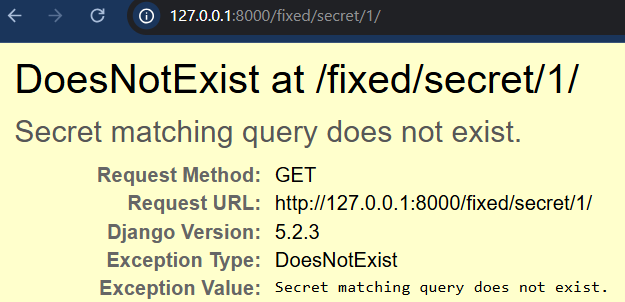 127.0.0.1:8000/fixed/secret/1/
DoesNotExist at /fixed/secret/1/
Secret matching query does not exist.
Request Method: GET
Request URL: http://127.0.0.1:8000/fixed/secret/1/
Django Version: 5.2.3
Exception Type: DoesNotExist
Exception Value: Secret matching query does not exist.